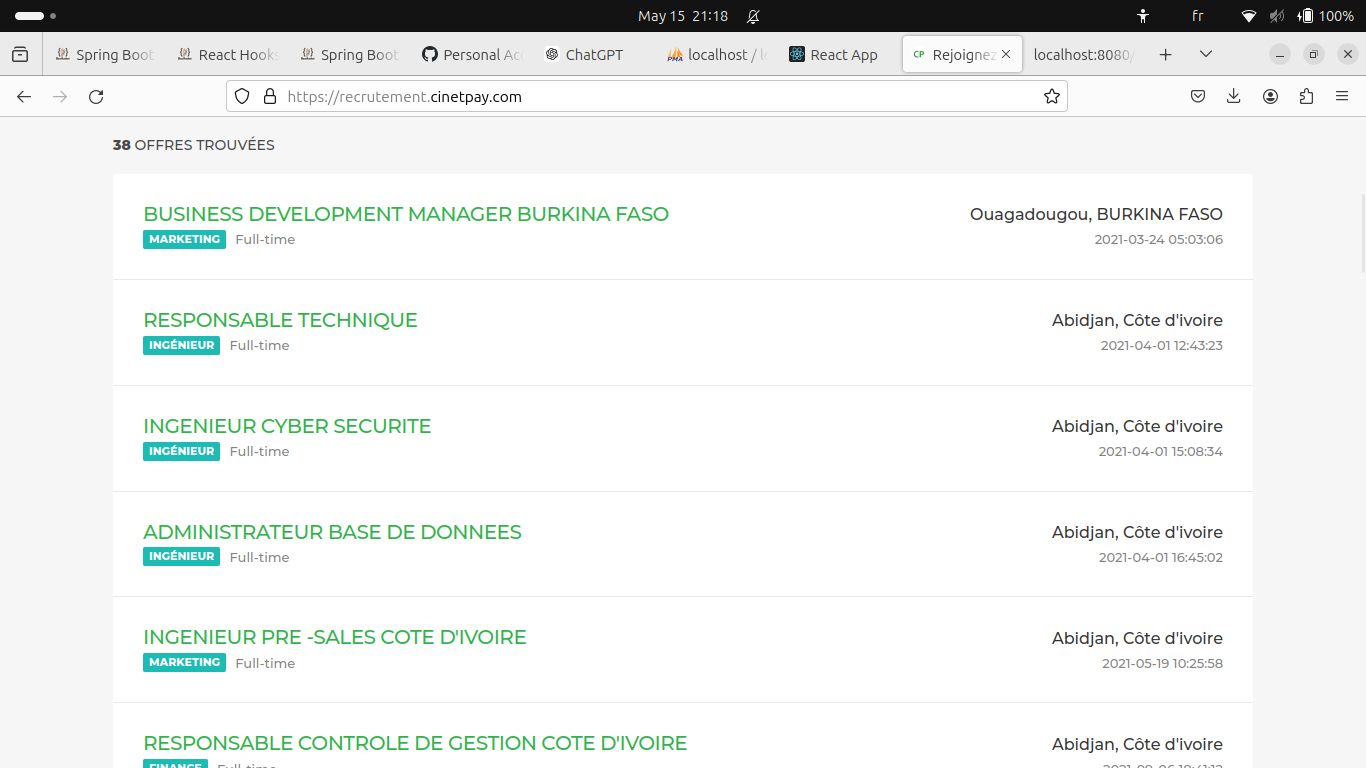 May 15 21:18
fr
100%
Spring Boot
React Hooks
Spring Boot
Personal Ac
ChatGPT
localhost / lo
React App
Rejoignez
localhost:8080/
https://recrutement.cinetpay.com
38 OFFRES TROUVÉES
BUSINESS DEVELOPMENT MANAGER BURKINA FASO
Ouagadougou, BURKINA FASO
MARKETING Full-time
2021-03-24 05:03:06
RESPONSABLE TECHNIQUE
Abidjan, Côte d'ivoire
INGÉNIEUR Full-time
2021-04-01 12:43:23
INGENIEUR CYBER SECURITE
Abidjan, Côte d'ivoire
INGÉNIEUR Full-time
2021-04-01 15:08:34
ADMINISTRATEUR BASE DE DONNEES
Abidjan, Côte d'ivoire
INGÉNIEUR Full-time
2021-04-01 16:45:02
INGENIEUR PRE -SALES COTE D'IVOIRE
Abidjan, Côte d'ivoire
MARKETING Full-time
2021-05-19 10:25:58
RESPONSABLE CONTROLE DE GESTION COTE D'IVOIRE
Abidjan, Côte d'ivoire
FINANCE Full-time